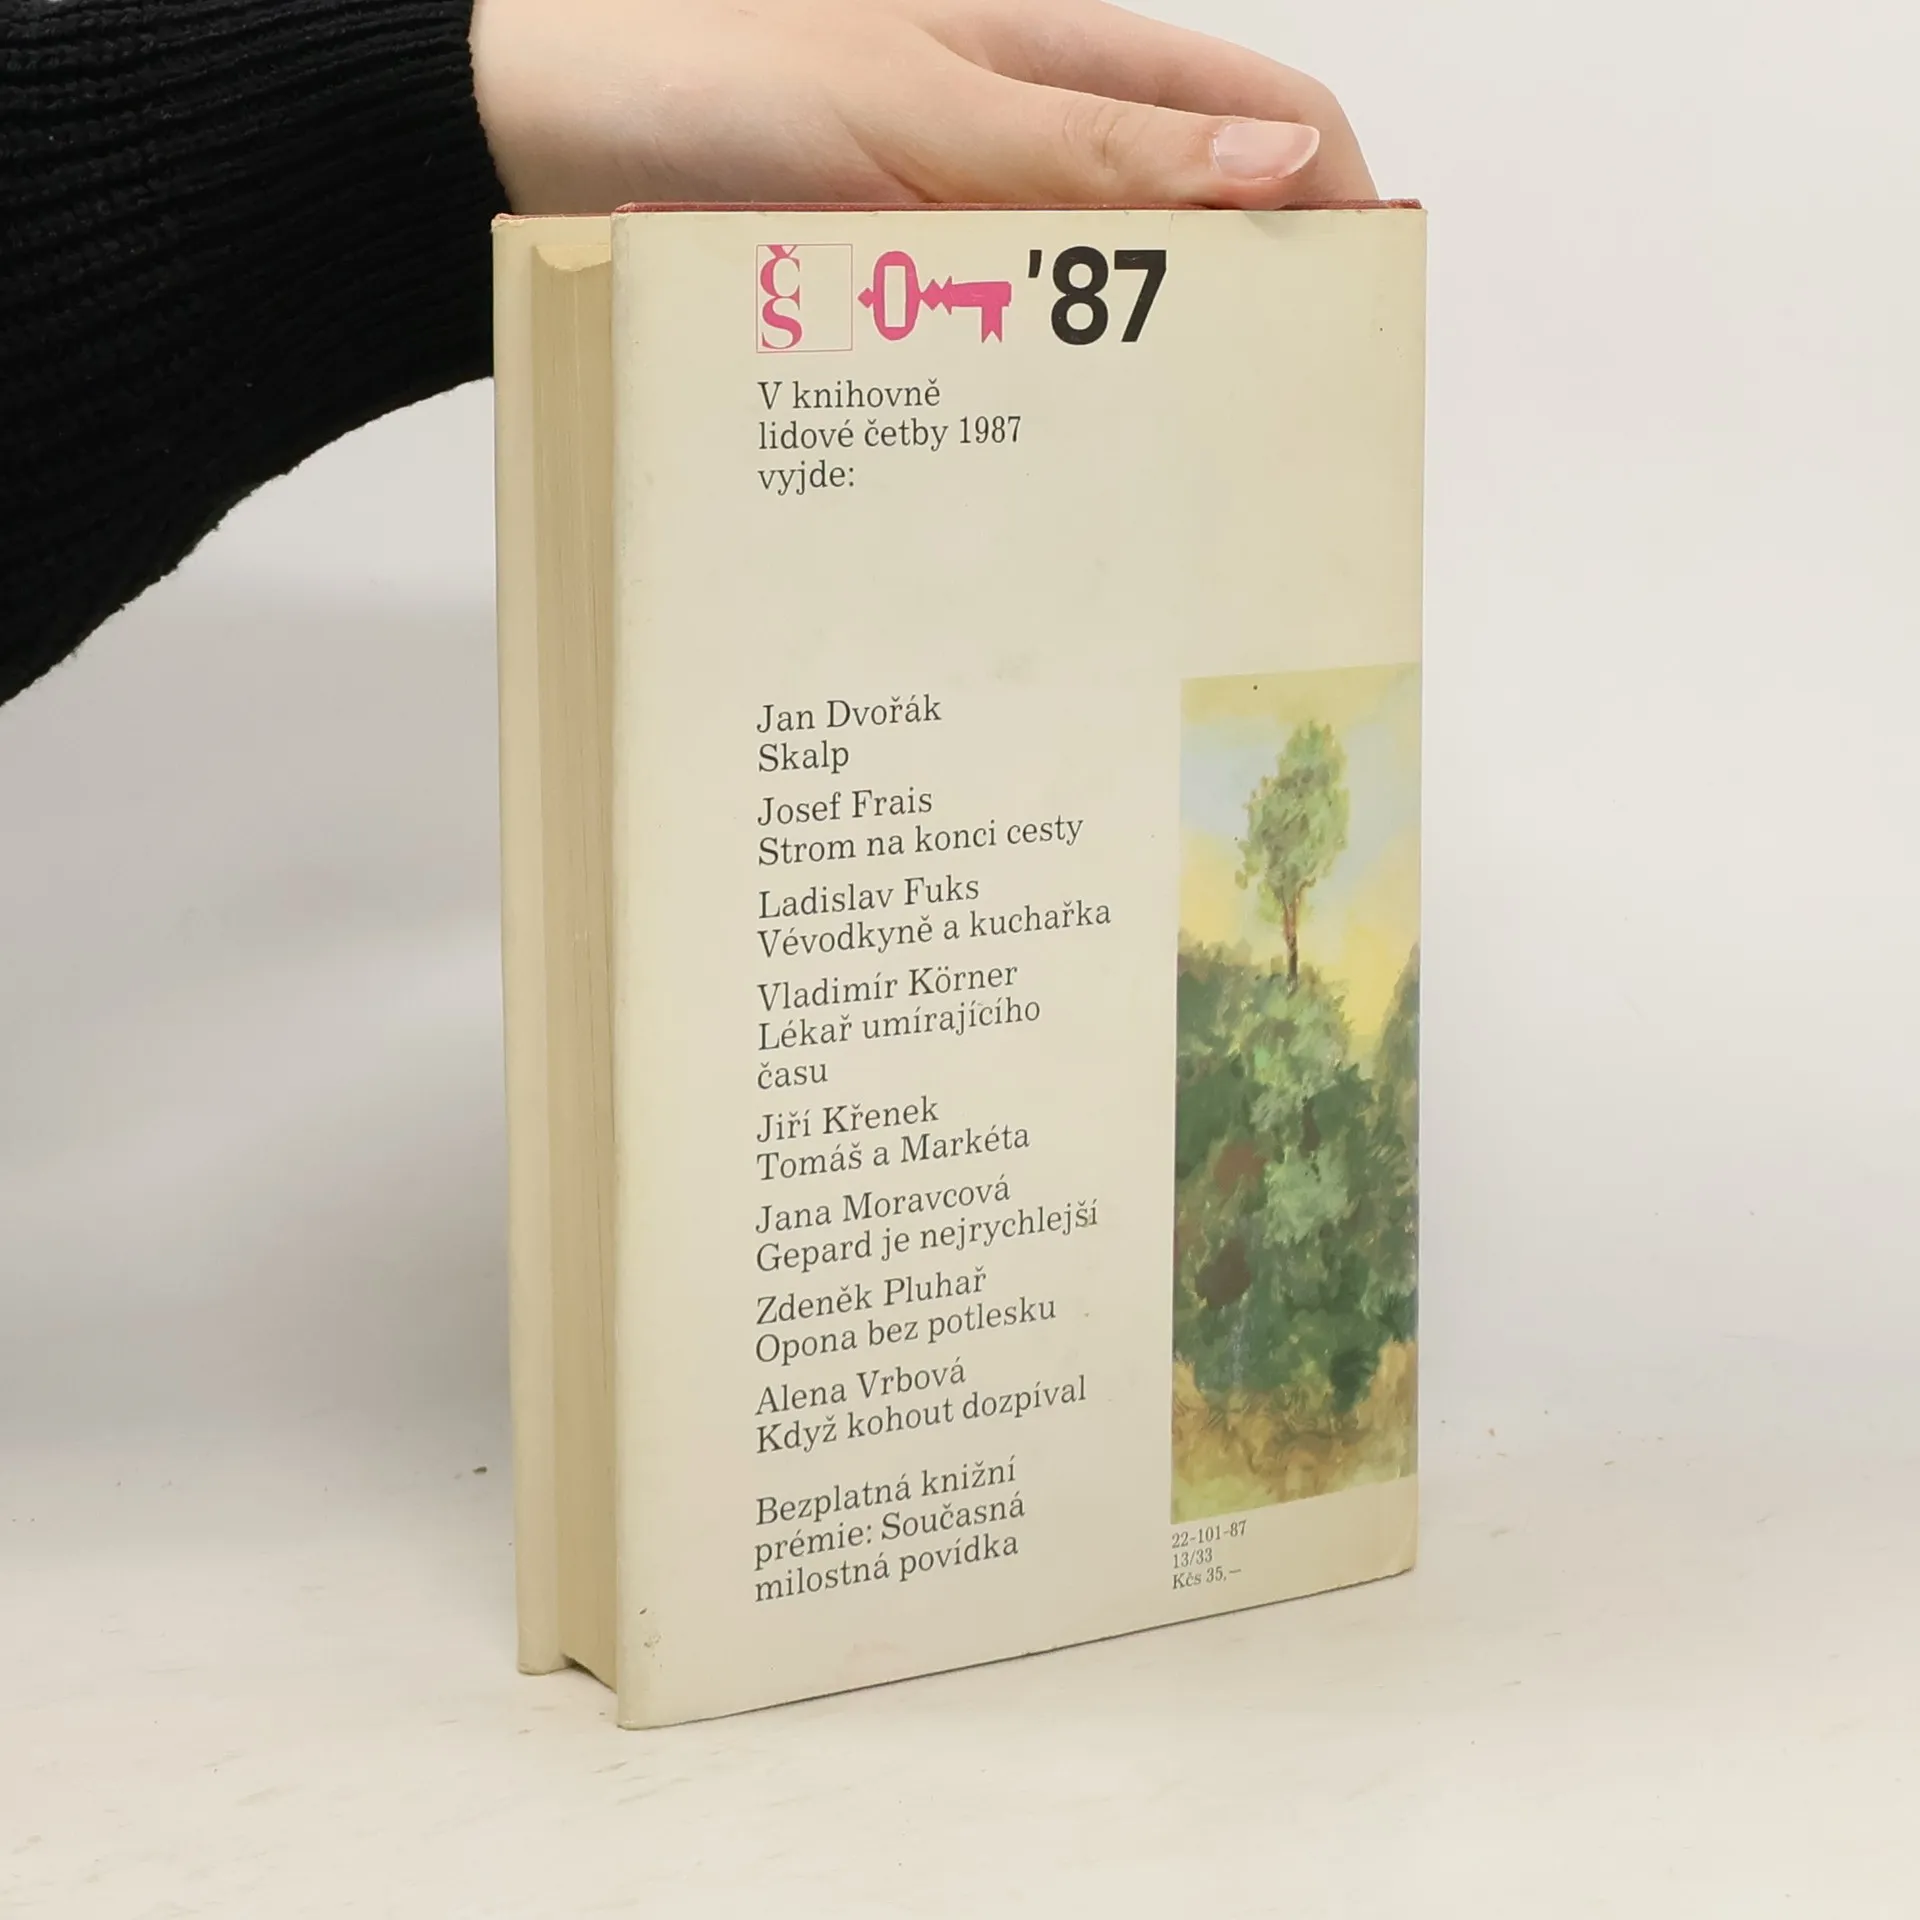 ČS '87
V knihovně
lidové četby 1987
vyjde:
Jan Dvořák
Skalp
Josef Frais
Strom na konci cesty
Ladislav Fuks
Vévodkyně a kuchařka
Vladimír Körner
Lékař umírajícího
času
Jiří Křenek
Tomáš a Markéta
Jana Moravcová
Gepard je nejrychlejší
Zdeněk Pluhař
Opona bez potlesku
Alena Vrbová
Když kohout dozpíval
Bezplatná knižní
prémie: Současná
milostná povídka
22-101-87
13/33
Kčs 35,—